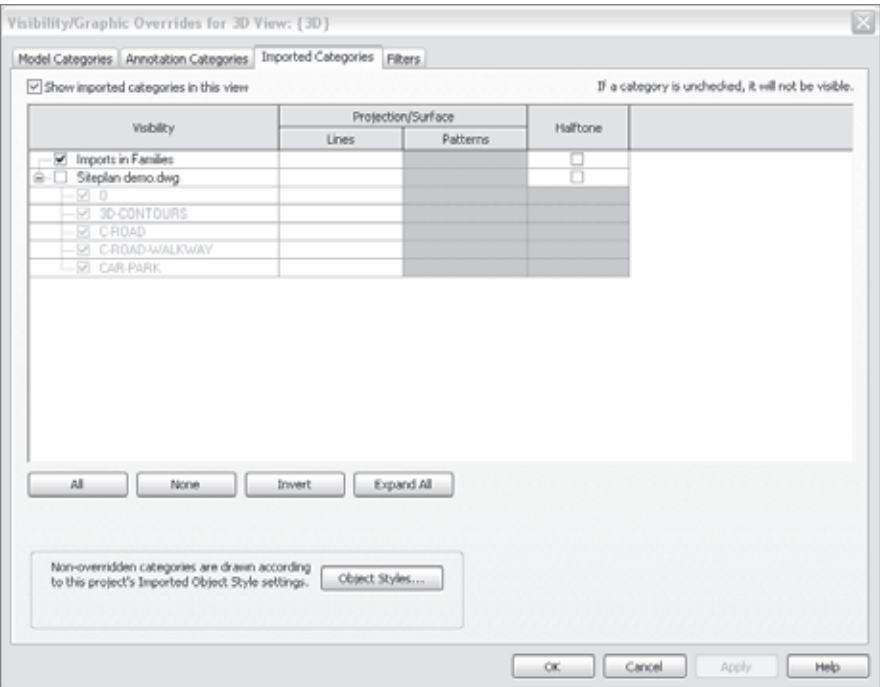 Visibility/Graphic Overrides for 3D View: {3D}
Model Categories Annotation Categories Imported Categories Filters
Show imported categories in this view If a category is unchecked, it will not be visible.
Visibility Projection/Surface Halftone
Lines Patterns
Imports in Families
Siteplan demo.dwg
0
3D-CONTOURS
C-ROAD
C-ROAD-WALKWAY
CAR-PARK
All None Invert Expand All
Non-overridden categories are drawn according
to this project's Imported Object Style settings. Object Styles...
OK Cancel Apply Help